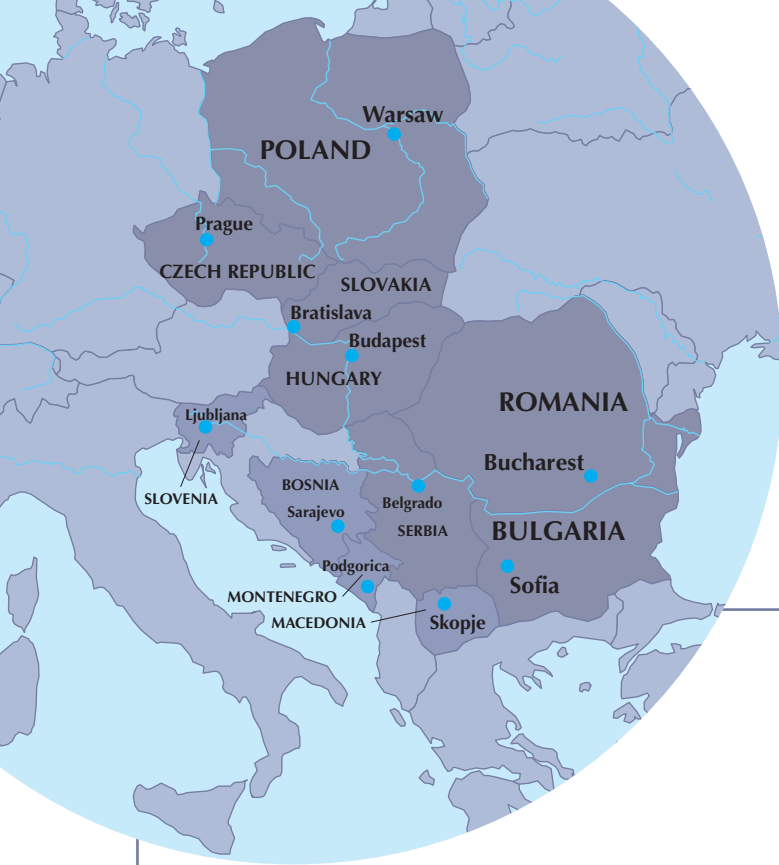 Warsaw
POLAND
Prague
CZECH REPUBLIC
SLOVAKIA
Bratislava
Budapest
HUNGARY
ROMANIA
Ljubljana
Bucharest
BOSNIA
SLOVENIA
Sarajevo
Belgrado
SERBIA
BULGARIA
Podgorica
Sofia
MONTENEGRO
MACEDONIA
Skopje